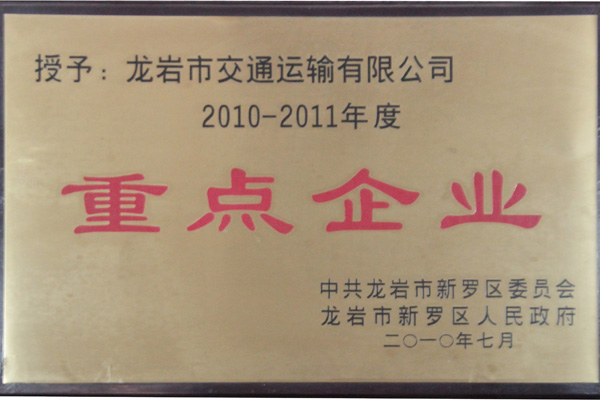 授予：龙岩市交通运输有限公司
2010-2011年度
重点企业
中共龙岩市新罗区委员会
龙岩市新罗区人民政府
二○一○年七月